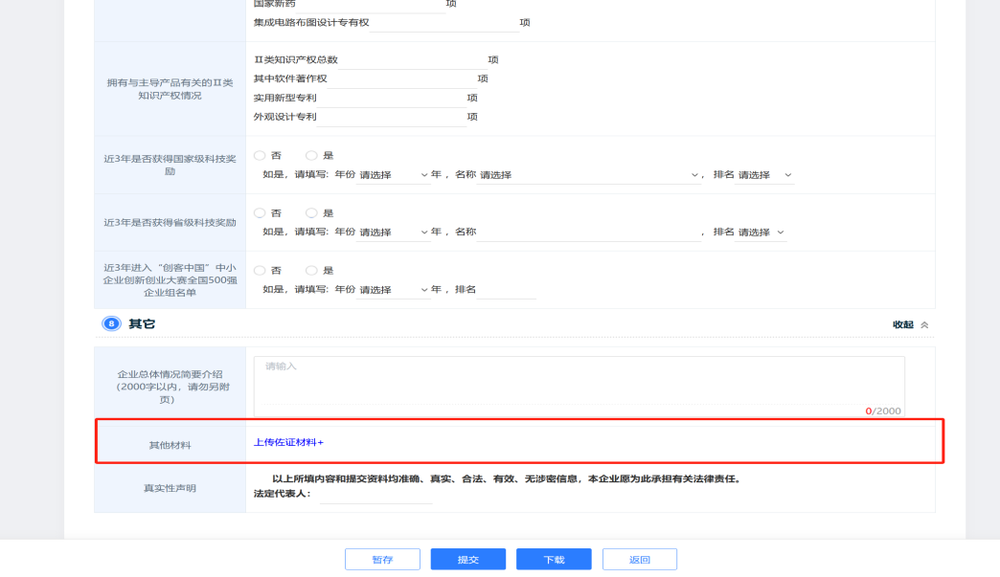 国家新药 项
集成电路布图设计专有权 项
拥有与主导产品有关的Ⅱ类知识产权情况
Ⅱ类知识产权总数 项
其中软件著作权 项
实用新型专利 项
外观设计专利 项
近3年是否获得国家级科技奖励
否 是
如是，请填写: 年份 请选择 年，名称 请选择 ，排名 请选择
近3年是否获得省级科技奖励
否 是
如是，请填写: 年份 请选择 年，名称 ，排名 请选择
近3年进入“创客中国”中小
企业创新创业大赛全国500强
企业组名单
否 是
如是，请填写: 年份 请选择 年，排名
8 其它 收起
企业总体情况简要介绍
(2000字以内，请勿另附
页)
请输入
0/2000
其他材料 上传佐证材料+
真实性声明
以上所填内容和提交资料均准确、真实、合法、有效、无涉密信息，本企业愿为此承担有关法律责任。
法定代表人：
暂存 提交 下载 返回